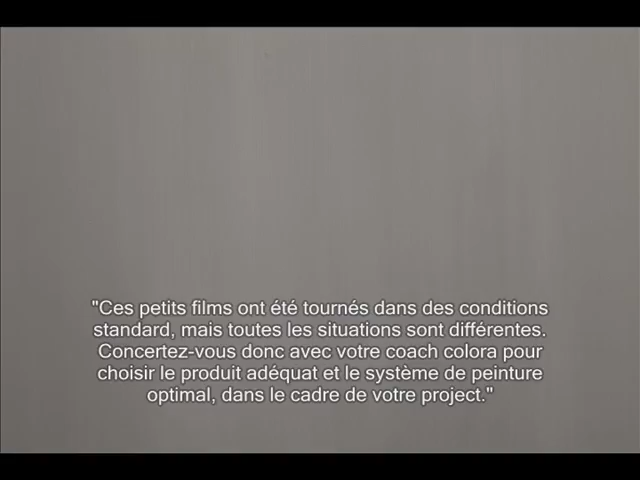 "Ces petits films ont été tournés dans des conditions
standard, mais toutes les situations sont différentes.
Concertez-vous donc avec votre coach colora pour
choisir le produit adéquat et le système de peinture
optimal, dans le cadre de votre project."